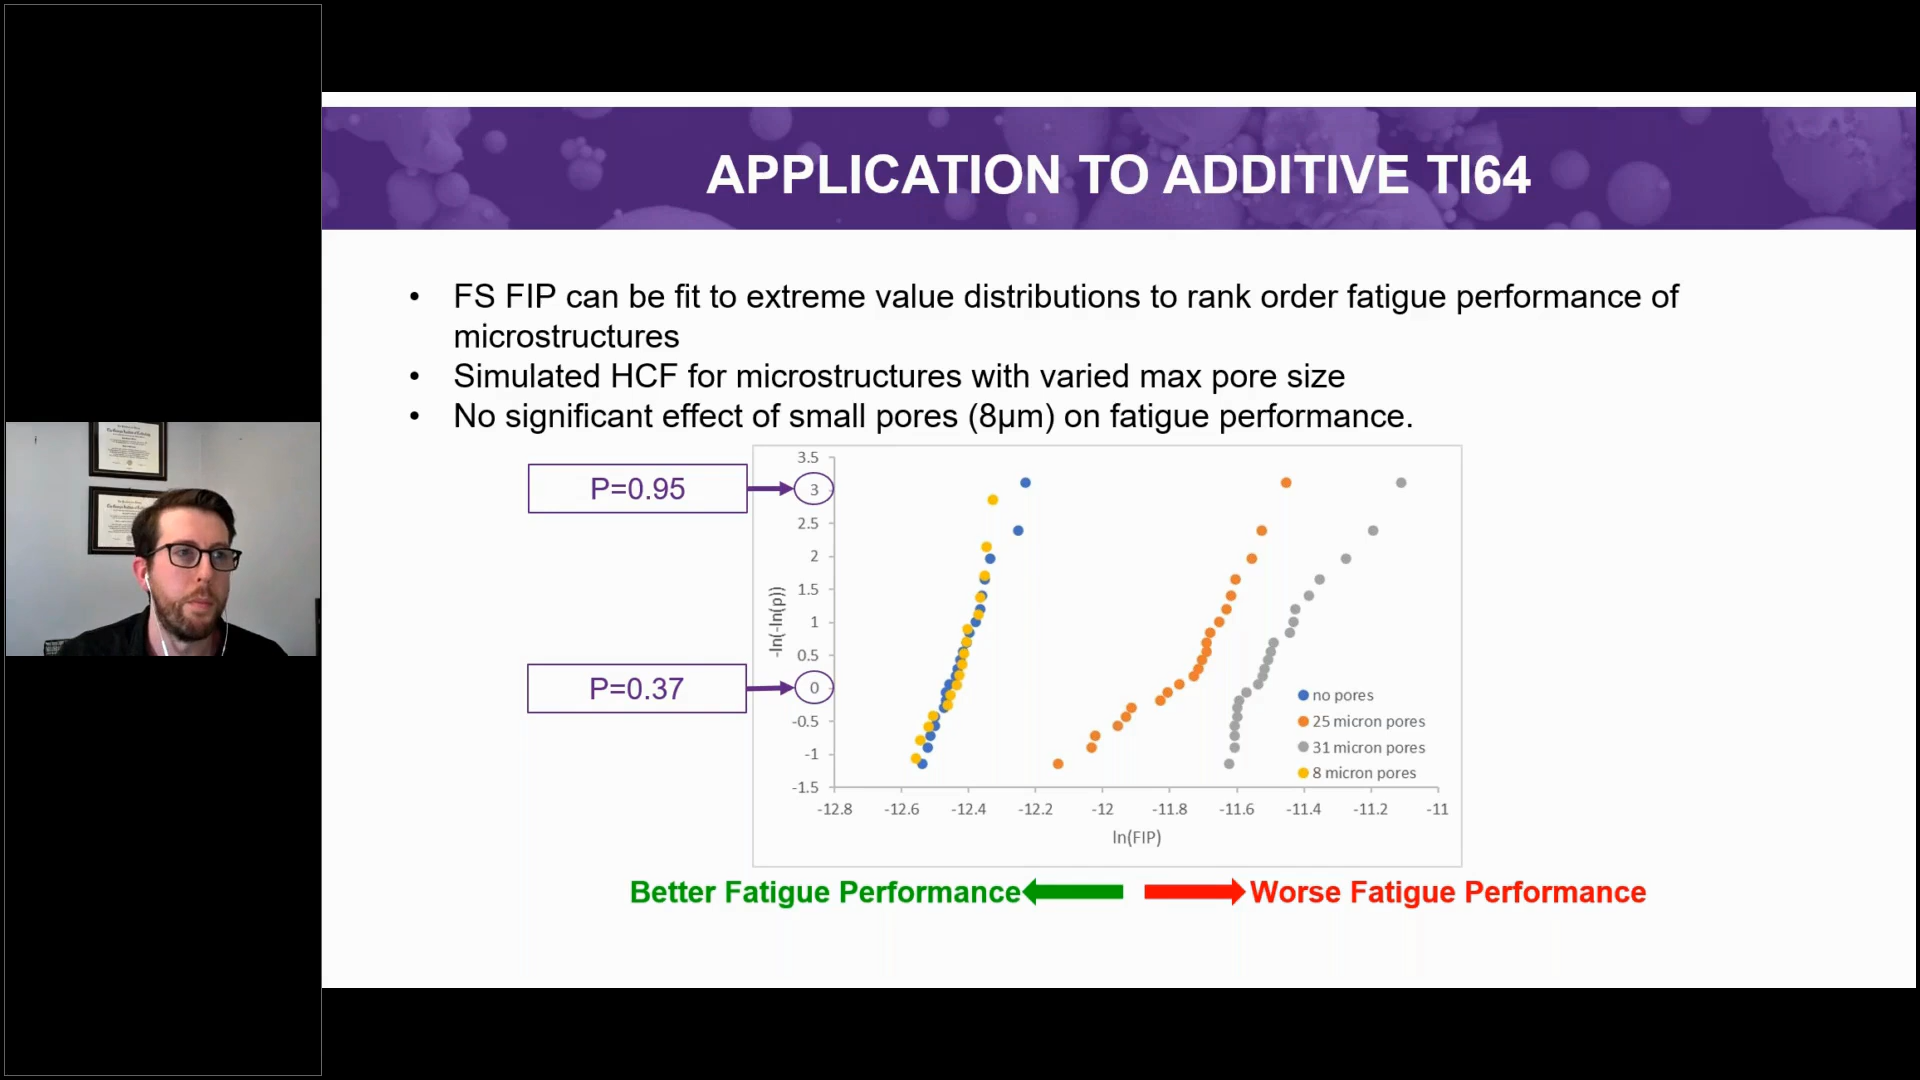 APPLICATION TO ADDITIVE TI64
• FS FIP can be fit to extreme value distributions to rank order fatigue performance of
microstructures
• Simulated HCF for microstructures with varied max pore size
• No significant effect of small pores (8µm) on fatigue performance.
P=0.95
P=0.37
-ln(-ln(p))
3.5
3
2.5
2
1.5
1
0.5
0
-0.5
-1
-1.5
-12.8 -12.6 -12.4 -12.2 -12 -11.8 -11.6 -11.4 -11.2 -11
ln(FIP)
no pores
25 micron pores
31 micron pores
8 micron pores
Better Fatigue Performance
Worse Fatigue Performance